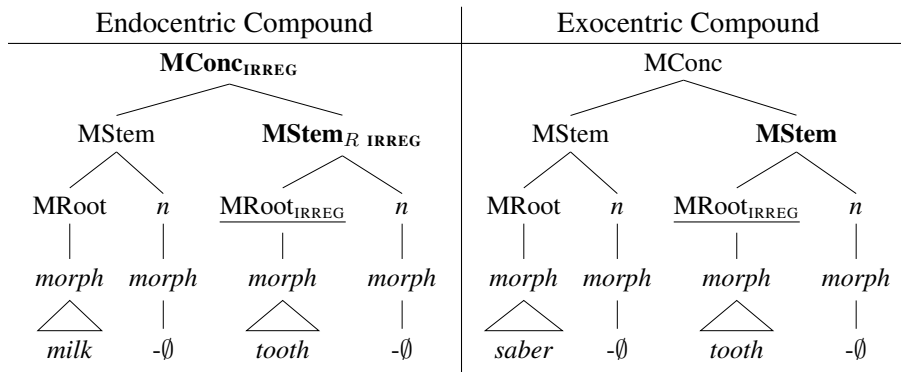 Endocentric Compound Exocentric Compound
MConc_IRREG MConc
MStem MStem_R IRREG MStem MStem
MRoot n MRoot_IRREG n MRoot n MRoot_IRREG n
morph morph morph morph morph morph morph morph
milk -∅ tooth -∅ saber -∅ tooth -∅